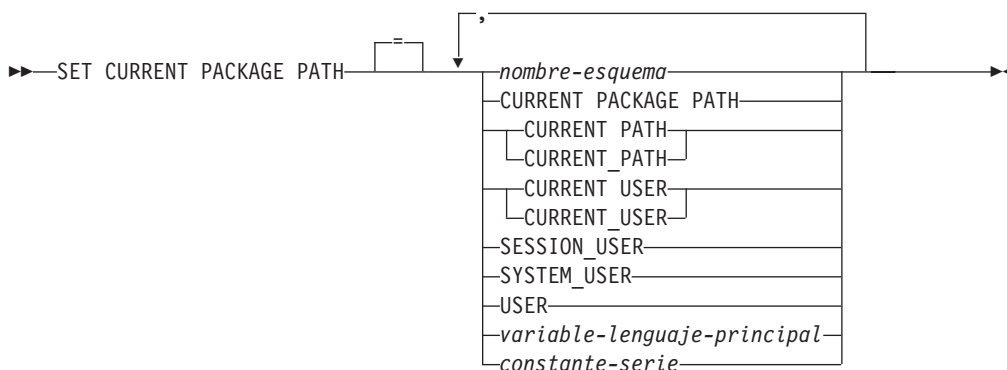 ,
=
SET CURRENT PACKAGE PATH
nombre-esquema
CURRENT PACKAGE PATH
CURRENT PATH
CURRENT_PATH
CURRENT USER
CURRENT_USER
SESSION_USER
SYSTEM_USER
USER
variable-lenguaje-principal
constante-serie